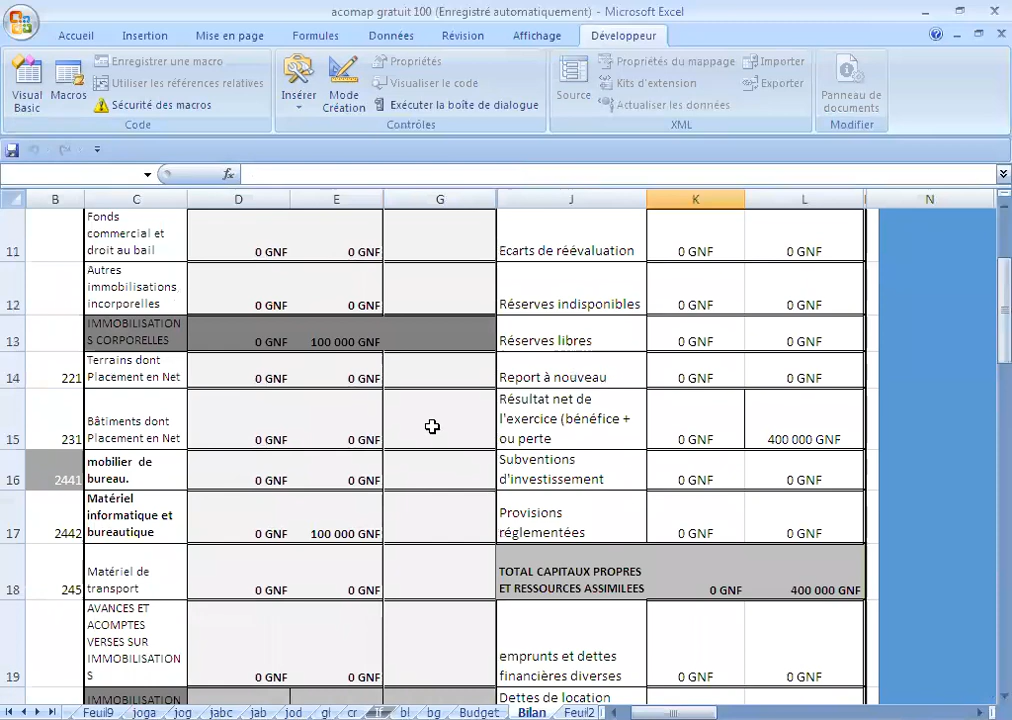 acomap gratuit 100 (Enregistré automatiquement) - Microsoft Excel
Accueil Insertion Mise en page Formules Données Révision Affichage Développeur
Visual Basic
Macros
Enregistrer une macro
Utiliser les références relatives
Sécurité des macros
Code
Insérer
Mode Création
Propriétés
Visualiser le code
Exécuter la boîte de dialogue
Contrôles
Source
Propriétés du mappage
Kits d'extension
Actualiser les données
Importer
Exporter
XML
Panneau de documents
Modifier
fx
B C D E G J K L N
11
Fonds
commercial et
droit au bail
0 GNF 0 GNF
Ecarts de réévaluation 0 GNF 0 GNF
12
Autres
immobilisations
incorporelles
0 GNF 0 GNF
Réserves indisponibles 0 GNF 0 GNF
13
IMMOBILISATION
S CORPORELLES
0 GNF 100 000 GNF
Réserves libres 0 GNF 0 GNF
14 221
Terrains dont
Placement en Net
0 GNF 0 GNF
Report à nouveau 0 GNF 0 GNF
15 231
Bâtiments dont
Placement en Net
0 GNF 0 GNF
Résultat net de
l'exercice (bénéfice +
ou perte
0 GNF 400 000 GNF
16 2441
mobilier de
bureau.
0 GNF 0 GNF
Subventions
d'investissement
0 GNF 0 GNF
17 2442
Matériel
informatique et
bureautique
0 GNF 100 000 GNF
Provisions
réglementées
0 GNF 0 GNF
18 245
Matériel de
transport
0 GNF 0 GNF
TOTAL CAPITAUX PROPRES
ET RESSOURCES ASSIMILEES
0 GNF 400 000 GNF
19
AVANCES ET
ACOMPTES
VERSES SUR
IMMOBILISATION
S
0 GNF 0 GNF
emprunts et dettes
financières diverses
0 GNF 0 GNF
IMMOBILISATION
Dettes de location
Feuil9 joga jog jabc jab jod gl cr bl bg Budget Bilan Feuil2